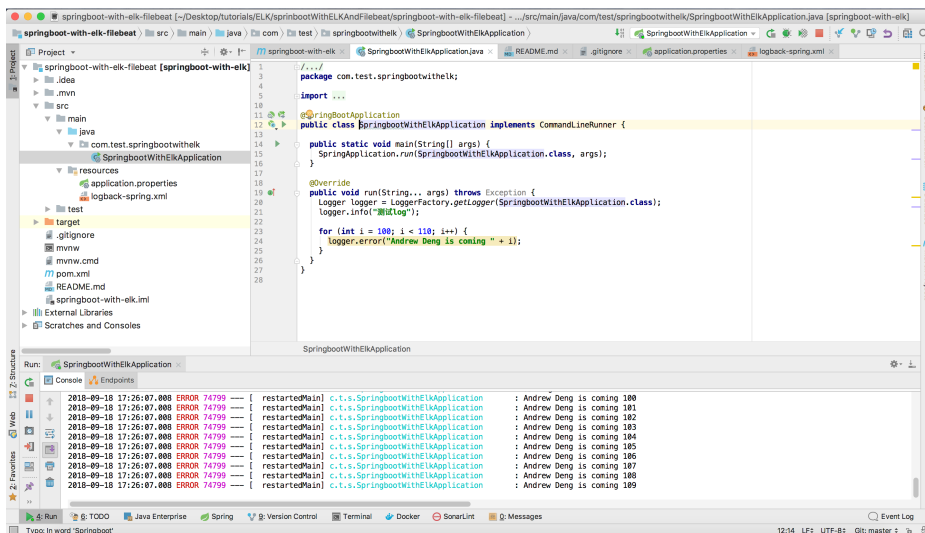 springboot-with-elk-filebeat [~/Desktop/tutorials/ELK/sprinbootWithELKAndFilebeat/springboot-with-elk-filebeat] - .../src/main/java/com/test/springbootwithelk/SpringbootWithElkApplication.java [springboot-with-elk]
springboot-with-elk-filebeat src main java com test springbootwithelk SpringbootWithElkApplication SpringbootWithElkApplication
Project
springboot-with-elk SpringbootWithElkApplication.java README.md .gitignore application.properties logback-spring.xml
1: Project
springboot-with-elk-filebeat [springboot-with-elk]
.idea
.mvn
src
main
java
com.test.springbootwithelk
SpringbootWithElkApplication
resources
application.properties
logback-spring.xml
test
target
.gitignore
mvnw
mvnw.cmd
pom.xml
README.md
springboot-with-elk.iml
External Libraries
Scratches and Consoles
1 /.../
3 package com.test.springbootwithelk;
4
5 import ...
10
11 @SpringBootApplication
12 public class SpringbootWithElkApplication implements CommandLineRunner {
13
14 public static void main(String[] args) {
15 SpringApplication.run(SpringbootWithElkApplication.class, args);
16 }
17
18 @Override
19 public void run(String... args) throws Exception {
20 Logger logger = LoggerFactory.getLogger(SpringbootWithElkApplication.class);
21 logger.info("测试log");
22
23 for (int i = 100; i < 110; i++) {
24 logger.error("Andrew Deng is coming " + i);
25 }
26 }
27 }
28
SpringbootWithElkApplication
Z: Structure
Web
2: Favorites
Run: SpringbootWithElkApplication
Console Endpoints
2018-09-18 17:26:07.008 ERROR 74799 --- [ restartedMain] c.t.s.SpringbootWithElkApplication : Andrew Deng is coming 100
2018-09-18 17:26:07.008 ERROR 74799 --- [ restartedMain] c.t.s.SpringbootWithElkApplication : Andrew Deng is coming 101
2018-09-18 17:26:07.008 ERROR 74799 --- [ restartedMain] c.t.s.SpringbootWithElkApplication : Andrew Deng is coming 102
2018-09-18 17:26:07.008 ERROR 74799 --- [ restartedMain] c.t.s.SpringbootWithElkApplication : Andrew Deng is coming 103
2018-09-18 17:26:07.008 ERROR 74799 --- [ restartedMain] c.t.s.SpringbootWithElkApplication : Andrew Deng is coming 104
2018-09-18 17:26:07.008 ERROR 74799 --- [ restartedMain] c.t.s.SpringbootWithElkApplication : Andrew Deng is coming 105
2018-09-18 17:26:07.008 ERROR 74799 --- [ restartedMain] c.t.s.SpringbootWithElkApplication : Andrew Deng is coming 106
2018-09-18 17:26:07.008 ERROR 74799 --- [ restartedMain] c.t.s.SpringbootWithElkApplication : Andrew Deng is coming 107
2018-09-18 17:26:07.008 ERROR 74799 --- [ restartedMain] c.t.s.SpringbootWithElkApplication : Andrew Deng is coming 108
2018-09-18 17:26:07.008 ERROR 74799 --- [ restartedMain] c.t.s.SpringbootWithElkApplication : Andrew Deng is coming 109
4: Run 6: TODO Java Enterprise Spring 9: Version Control Terminal Docker SonarLint 0: Messages Event Log
Typo: In word 'Springboot' 12:14 LF UTF-8 Git: master